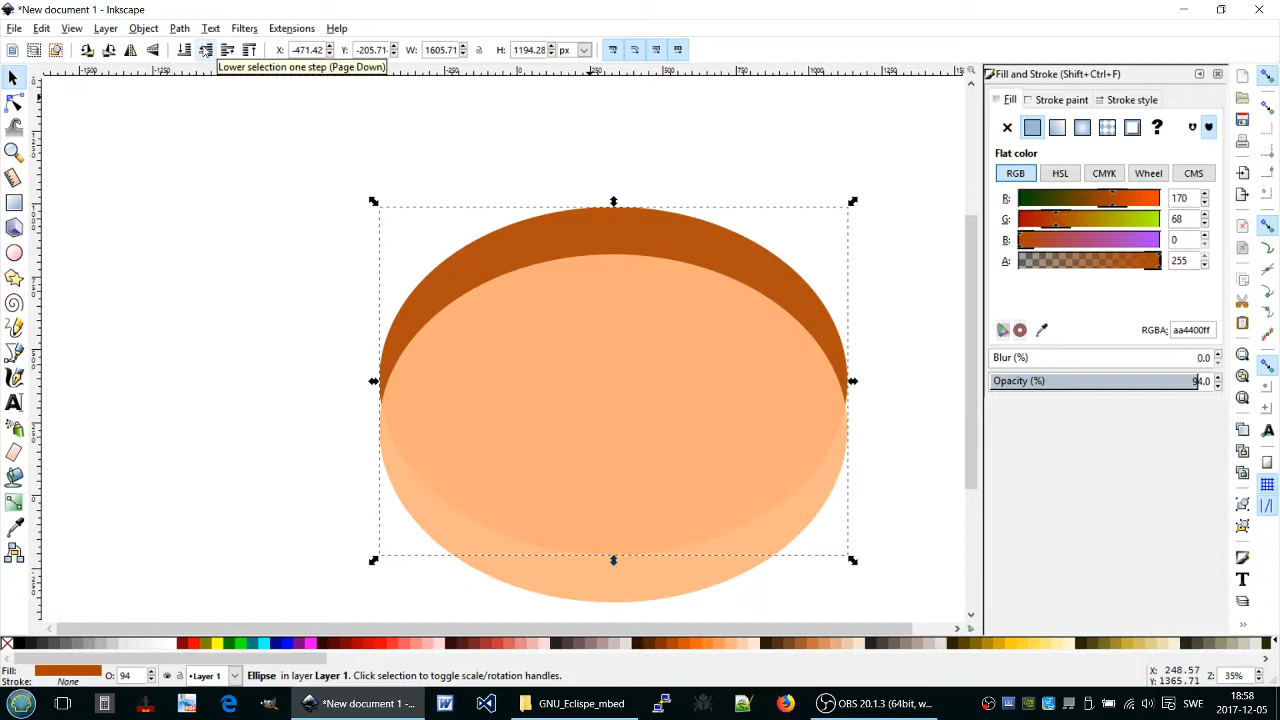 *New document 1 - Inkscape
File Edit View Layer Object Path Text Filters Extensions Help
X: -471.42 Y: -205.71 W: 1605.71 H: 1194.28 px
Lower selection one step (Page Down)
Fill and Stroke (Shift+Ctrl+F)
Fill Stroke paint Stroke style
Flat color
RGB HSL CMYK Wheel CMS
R: 170
G: 68
B: 0
A: 255
RGBA: aa4400ff
Blur (%) 0.0
Opacity (%) 94.0
Fill:
Stroke: None
O: 94
•Layer 1
Ellipse in layer Layer 1. Click selection to toggle scale/rotation handles.
X: 248.57
Y: 1365.71
Z: 35%
*New document 1 -...
GNU_Eclispe_mbed
OBS 20.1.3 (64bit, w...
SWE
18:58
2017-12-05